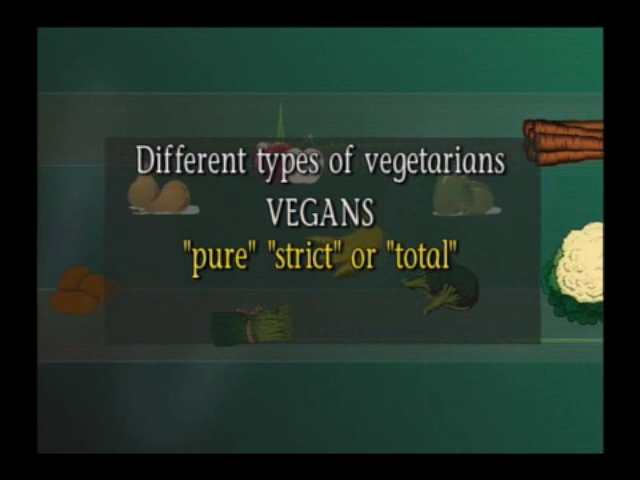 Different types of vegetarians
VEGANS
"pure" "strict" or "total"